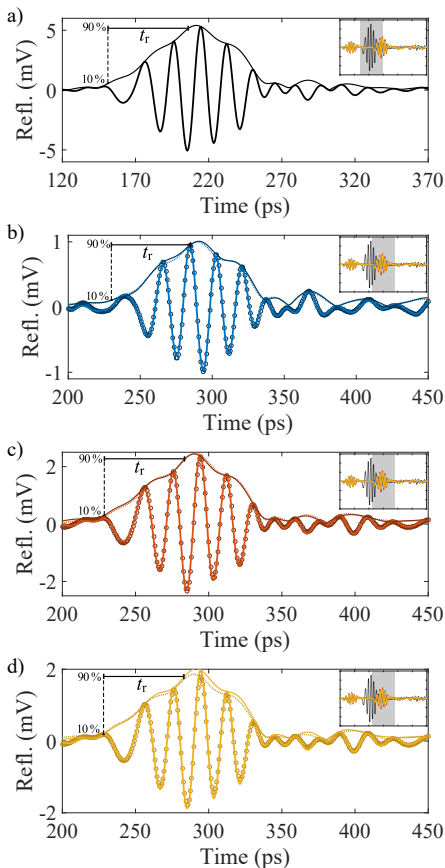 a)
90%
t_r
10%
5
0
-5
Refl. (mV)
120 170 220 270 320 370
Time (ps)
b)
90%
t_r
10%
1
0
-1
Refl. (mV)
200 250 300 350 400 450
Time (ps)
c)
90%
t_r
10%
2
0
-2
Refl. (mV)
200 250 300 350 400 450
Time (ps)
d)
90%
t_r
10%
2
0
-2
Refl. (mV)
200 250 300 350 400 450
Time (ps)